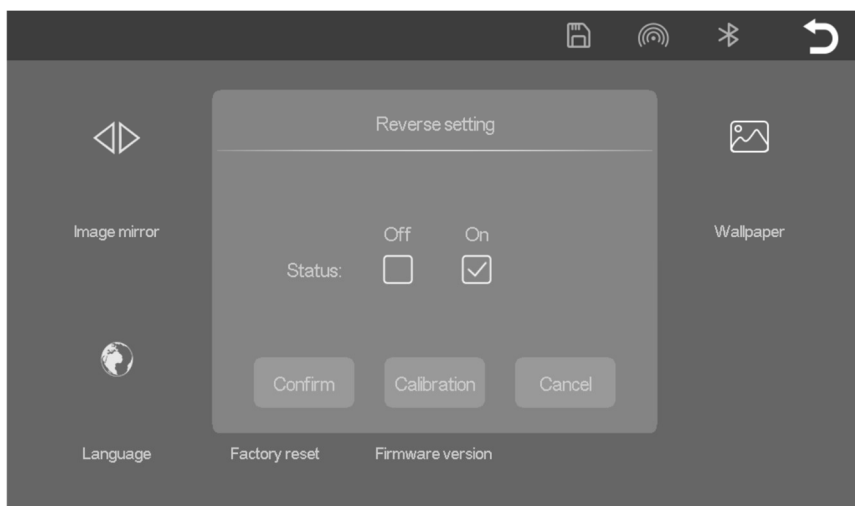 Reverse setting
Image mirror
Wallpaper
Off On
Status:
Confirm Calibration Cancel
Language Factory reset Firmware version